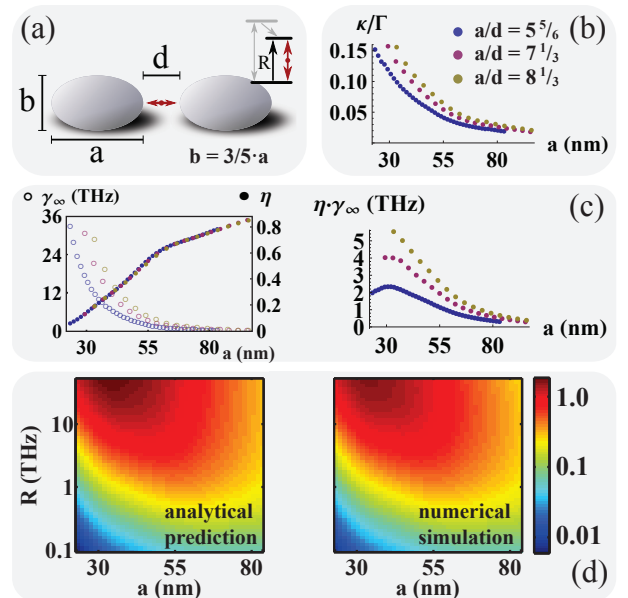 (a)
d
R
b
a
b = 3/5·a
κ/Γ
a/d = 5 5/6
a/d = 7 1/3
a/d = 8 1/3
(b)
0.15
0.10
0.05
30 55 80
a (nm)
γ∞ (THz)
η
36
24
12
0
0.8
0.6
0.4
0.2
0
30 55 80
a (nm)
η·γ∞ (THz)
(c)
5
4
3
2
1
0
30 55 80
a (nm)
R (THz)
10
1
0.1
analytical
prediction
30 55 80
a (nm)
numerical
simulation
30 55 80
a (nm)
1.0
0.1
0.01
(d)